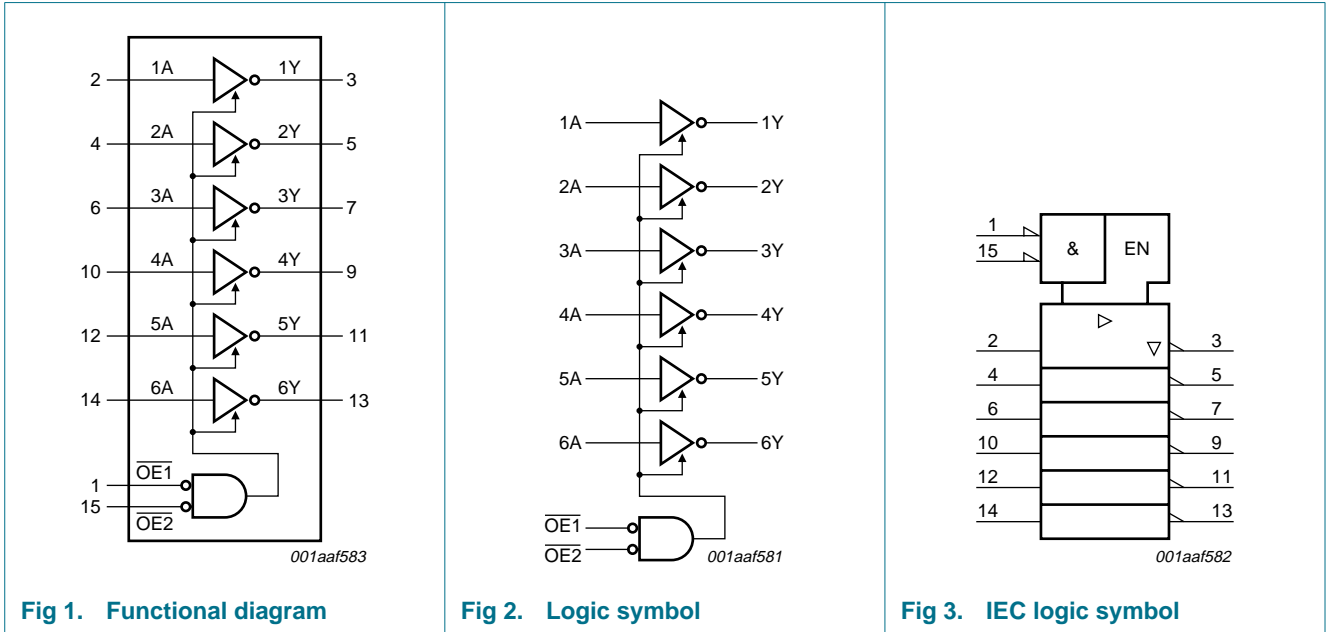 2 1A 1Y 3
4 2A 2Y 5
6 3A 3Y 7
10 4A 4Y 9
12 5A 5Y 11
14 6A 6Y 13
1 OE1
15 OE2
001aaf583
Fig 1. Functional diagram
1A 1Y
2A 2Y
3A 3Y
4A 4Y
5A 5Y
6A 6Y
OE1
OE2
001aaf581
Fig 2. Logic symbol
1
15 & EN
2 3
4 5
6 7
10 9
12 11
14 13
001aaf582
Fig 3. IEC logic symbol